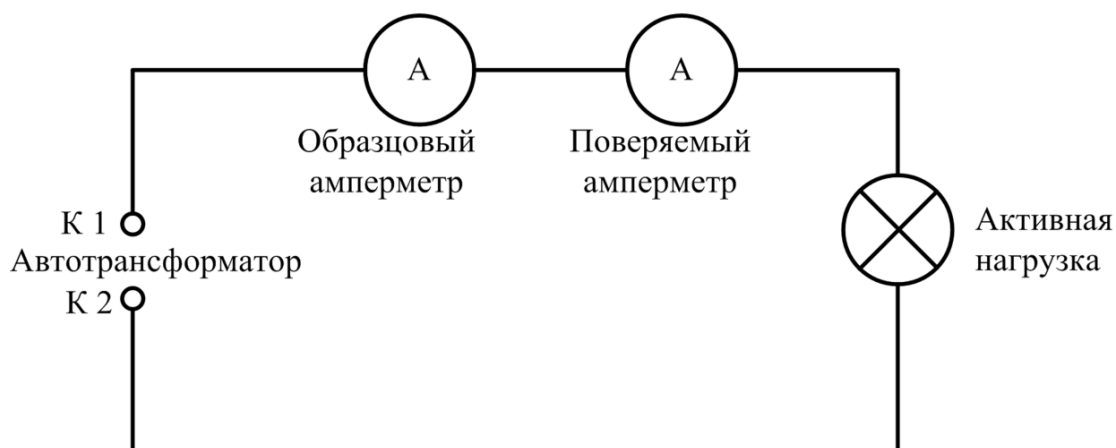 А
А
Образцовый
амперметр
Поверяемый
амперметр
К 1
Автотрансформатор
К 2
Активная
нагрузка